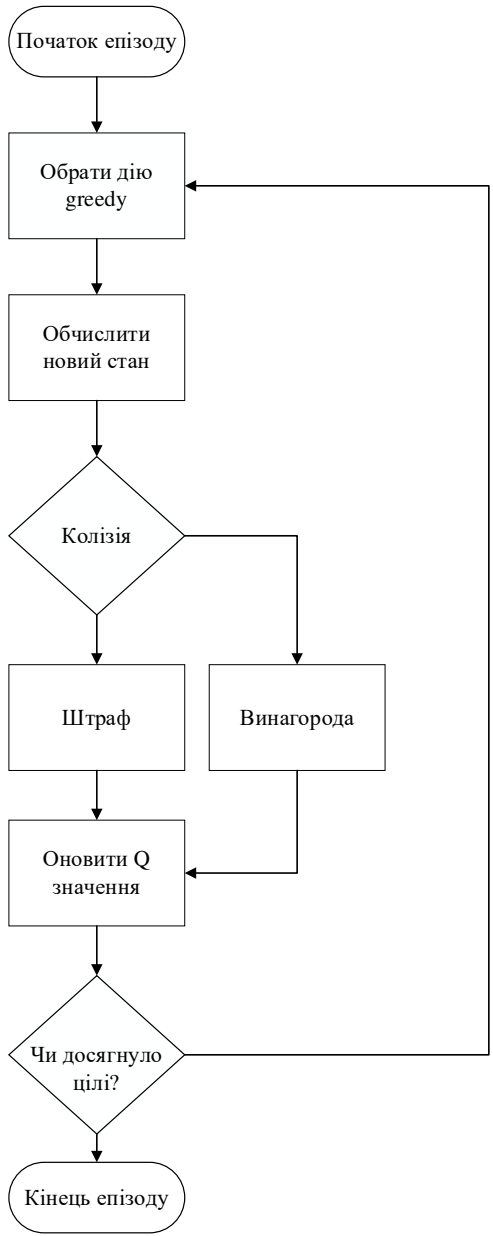 Початок епізоду
Обрати дію
greedy
Обчислити
новий стан
Колізія
Штраф
Винагорода
Оновити Q
значення
Чи досягнуло
цілі?
Кінець епізоду